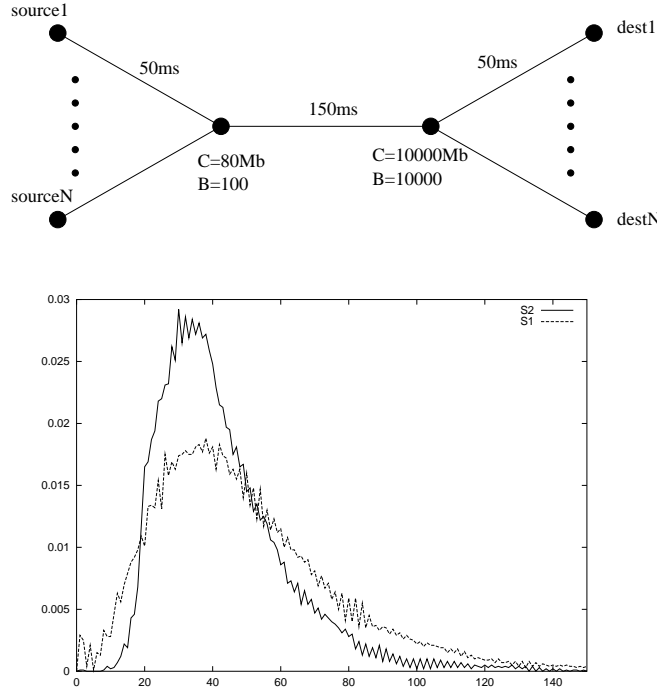 source1
dest1
50ms
50ms
150ms
C=80Mb
B=100
C=10000Mb
B=10000
sourceN
destN
0.03
S2
S1
0.025
0.02
0.015
0.01
0.005
0
0 20 40 60 80 100 120 140